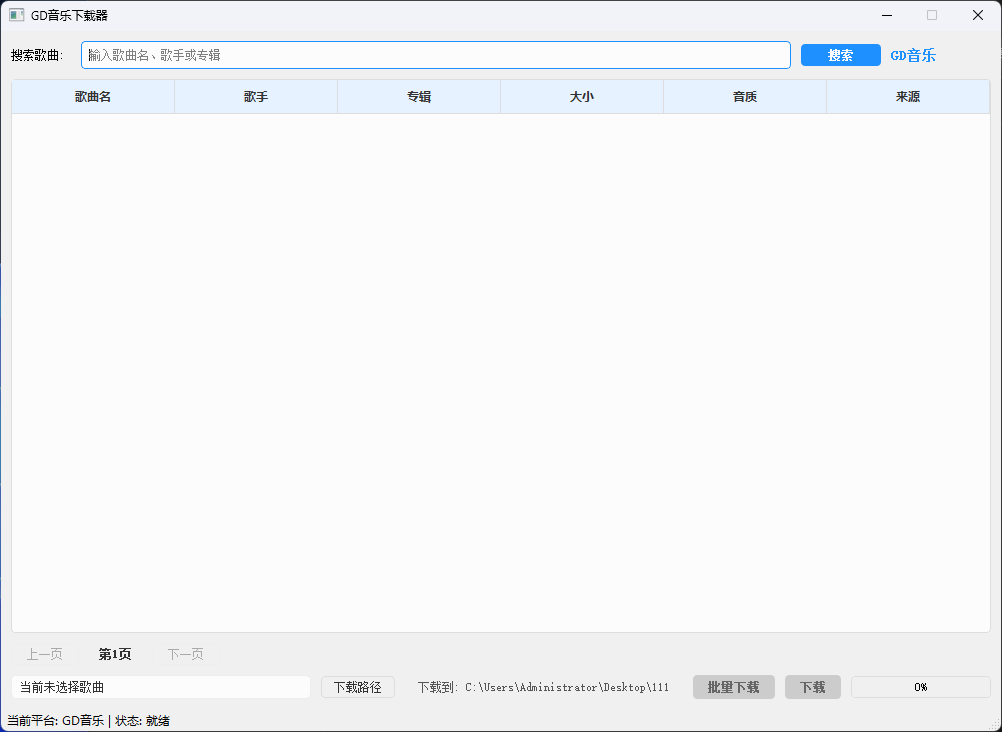 GD音乐下载器
搜索歌曲: 输入歌曲名、歌手或专辑 搜索 GD音乐
歌曲名 歌手 专辑 大小 音质 来源
上一页 第1页 下一页
当前未选择歌曲 下载路径 下载到: C:\Users\Administrator\Desktop\111 批量下载 下载 0%
当前平台: GD音乐 | 状态: 就绪